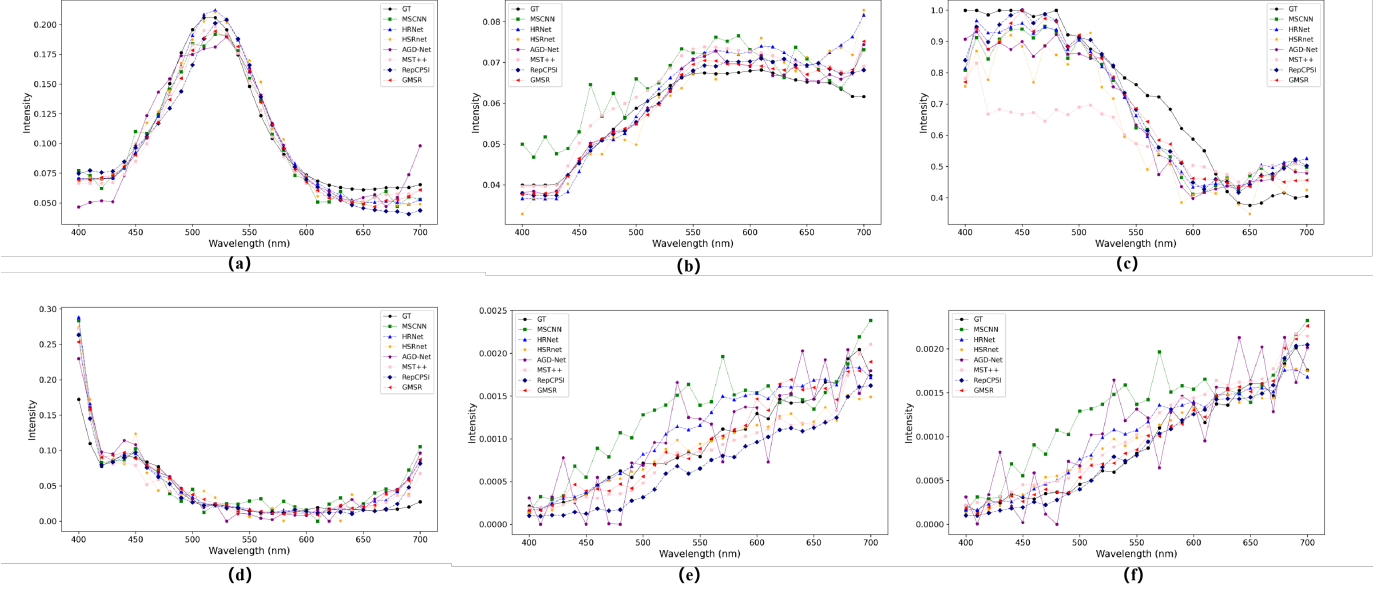 0.200
0.175
0.150
0.125
0.100
0.075
0.050
Intensity
400 450 500 550 600 650 700
Wavelength (nm)
GT
MSCNN
HRNet
HSRnet
AGD-Net
MST++
RepCPSI
GMSR
(a)
0.08
0.07
0.06
0.05
0.04
Intensity
400 450 500 550 600 650 700
Wavelength (nm)
GT
MSCNN
HRNet
HSRnet
AGD-Net
MST++
RepCPSI
GMSR
(b)
1.0
0.9
0.8
0.7
0.6
0.5
0.4
Intensity
400 450 500 550 600 650 700
Wavelength (nm)
GT
MSCNN
HRNet
HSRnet
AGD-Net
MST++
RepCPSI
GMSR
(c)
0.30
0.25
0.20
0.15
0.10
0.05
0.00
Intensity
400 450 500 550 600 650 700
Wavelength (nm)
GT
MSCNN
HRNet
HSRnet
AGD-Net
MST++
RepCPSI
GMSR
(d)
0.0025
0.0020
0.0015
0.0010
0.0005
0.0000
Intensity
400 450 500 550 600 650 700
Wavelength (nm)
GT
MSCNN
HRNet
HSRnet
AGD-Net
MST++
RepCPSI
GMSR
(e)
0.0020
0.0015
0.0010
0.0005
0.0000
Intensity
400 450 500 550 600 650 700
Wavelength (nm)
GT
MSCNN
HRNet
HSRnet
AGD-Net
MST++
RepCPSI
GMSR
(f)